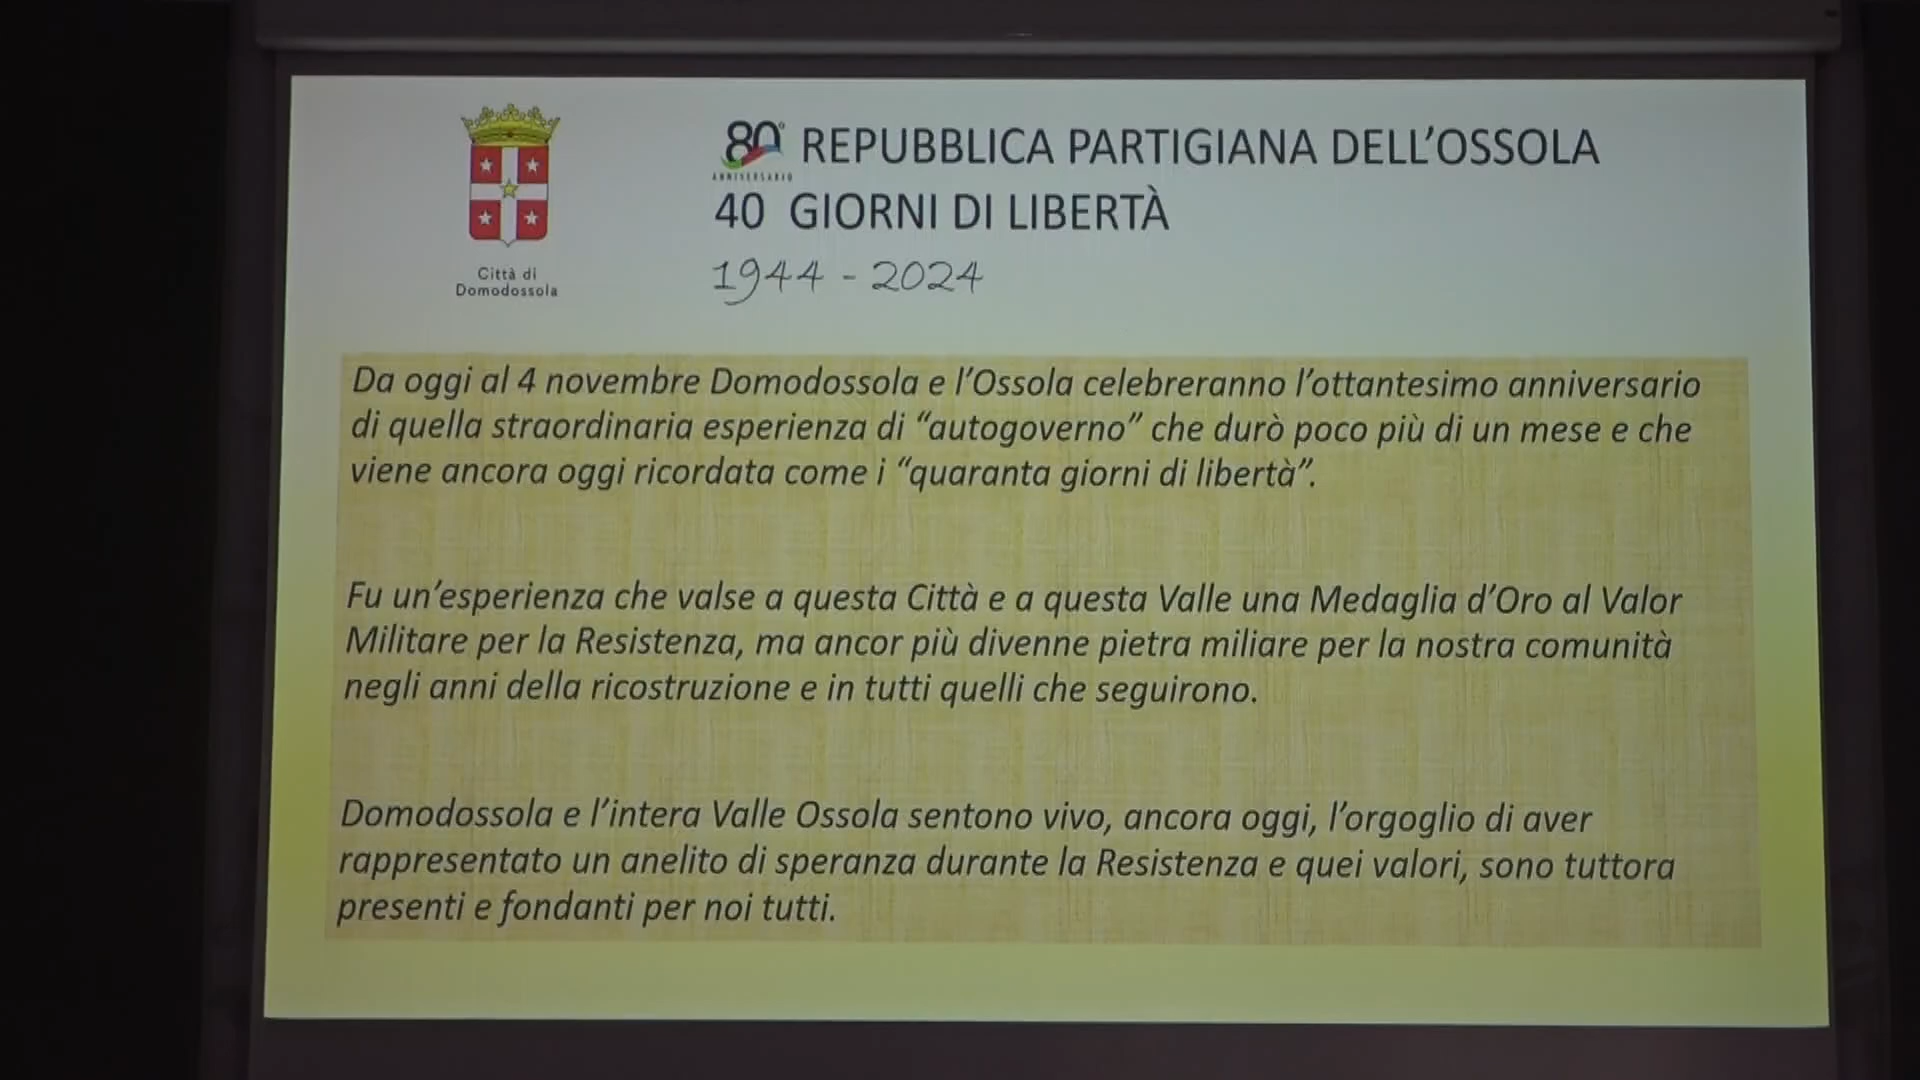 80° REPUBBLICA PARTIGIANA DELL'OSSOLA
ANNIVERSARIO
40 GIORNI DI LIBERTÀ
1944 - 2024
Città di
Domodossola
Da oggi al 4 novembre Domodossola e l'Ossola celebreranno l'ottantesimo anniversario
di quella straordinaria esperienza di "autogoverno" che durò poco più di un mese e che
viene ancora oggi ricordata come i "quaranta giorni di libertà".
Fu un'esperienza che valse a questa Città e a questa Valle una Medaglia d'Oro al Valor
Militare per la Resistenza, ma ancor più divenne pietra miliare per la nostra comunità
negli anni della ricostruzione e in tutti quelli che seguirono.
Domodossola e l'intera Valle Ossola sentono vivo, ancora oggi, l'orgoglio di aver
rappresentato un anelito di speranza durante la Resistenza e quei valori, sono tuttora
presenti e fondanti per noi tutti.